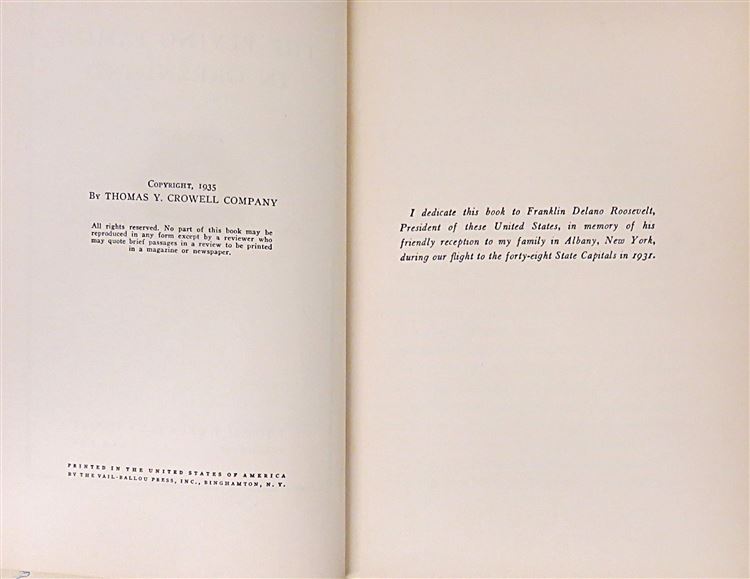 COPYRIGHT, 1935
BY THOMAS Y. CROWELL COMPANY
All rights reserved. No part of this book may be
reproduced in any form except by a reviewer who
may quote brief passages in a review to be printed
in a magazine or newspaper.
PRINTED IN THE UNITED STATES OF AMERICA
BY THE VAIL-BALLOU PRESS, INC., BINGHAMTON, N. Y.
I dedicate this book to Franklin Delano Roosevelt,
President of these United States, in memory of his
friendly reception to my family in Albany, New York,
during our flight to the forty-eight State Capitals in 1931.